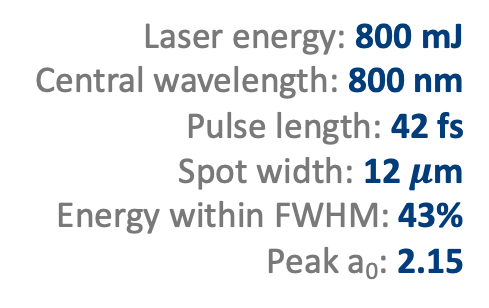 Laser energy: 800 mJ
Central wavelength: 800 nm
Pulse length: 42 fs
Spot width: 12 𝝁m
Energy within FWHM: 43%
Peak a₀: 2.15